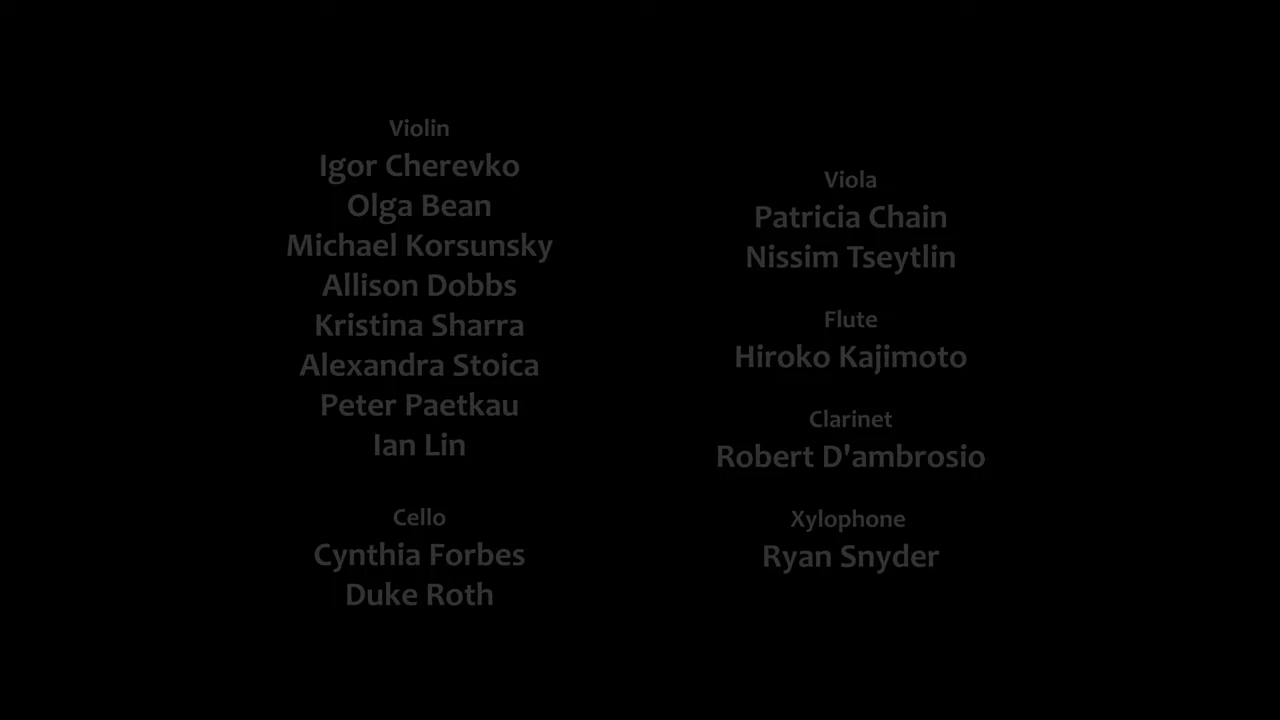 Violin
Igor Cherevko
Olga Bean
Michael Korsunsky
Allison Dobbs
Kristina Sharra
Alexandra Stoica
Peter Paetkau
Ian Lin
Cello
Cynthia Forbes
Duke Roth
Viola
Patricia Chain
Nissim Tseytlin
Flute
Hiroko Kajimoto
Clarinet
Robert D'ambrosio
Xylophone
Ryan Snyder